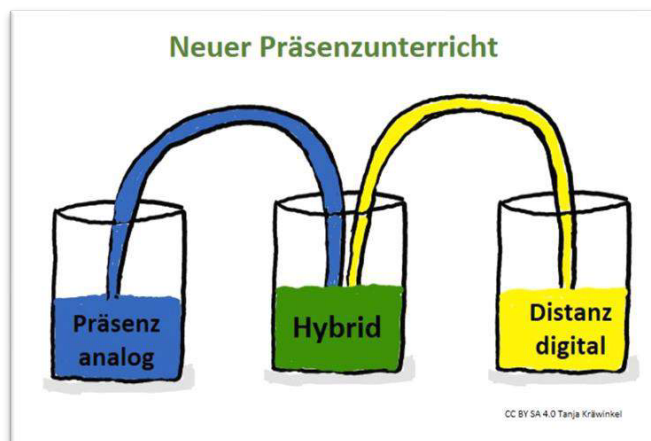 Neuer Präsenzunterricht
Präsenz
analog
Hybrid
Distanz
digital
CC BY SA 4.0 Tanja Kräwinkel